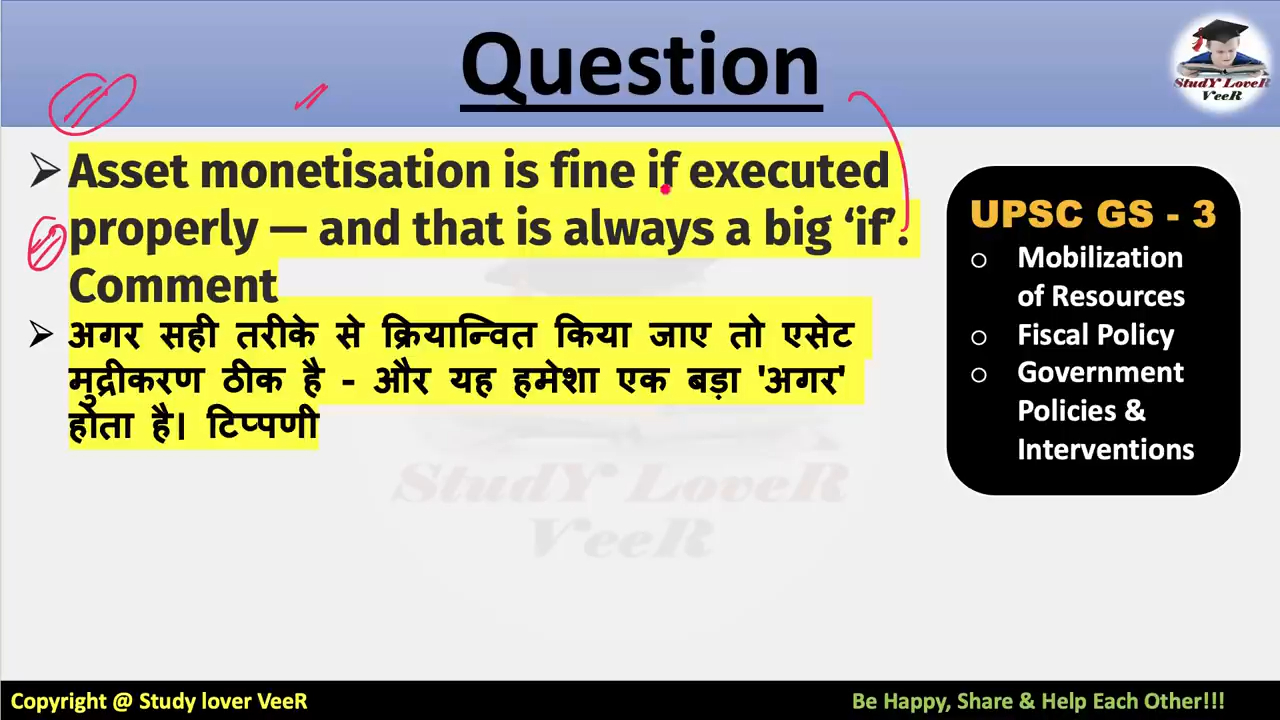 Question
StudY LoveR
VeeR
➢ Asset monetisation is fine if executed
properly — and that is always a big ‘if’.
Comment
➢ अगर सही तरीके से क्रियान्वित किया जाए तो एसेट
मुद्रीकरण ठीक है - और यह हमेशा एक बड़ा 'अगर'
होता है। टिप्पणी
UPSC GS - 3
○ Mobilization
of Resources
○ Fiscal Policy
○ Government
Policies &
Interventions
StudY LoveR
VeeR
Copyright @ Study lover VeeR
Be Happy, Share & Help Each Other!!!